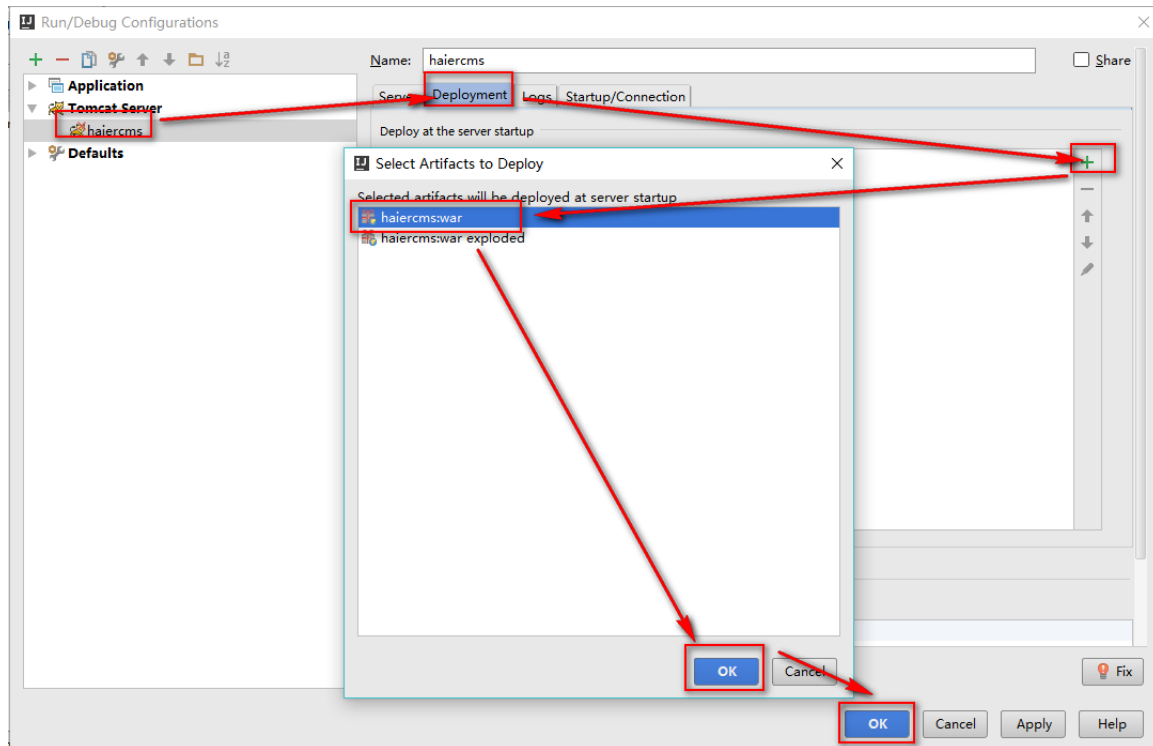 Run/Debug Configurations
Name: haiercms Share
Application
Tomcat Server
haiercms
Defaults
Server Deployment Logs Startup/Connection
Deploy at the server startup
Select Artifacts to Deploy
Selected artifacts will be deployed at server startup
haiercms:war
haiercms:war exploded
OK Cancel
Fix
OK Cancel Apply Help